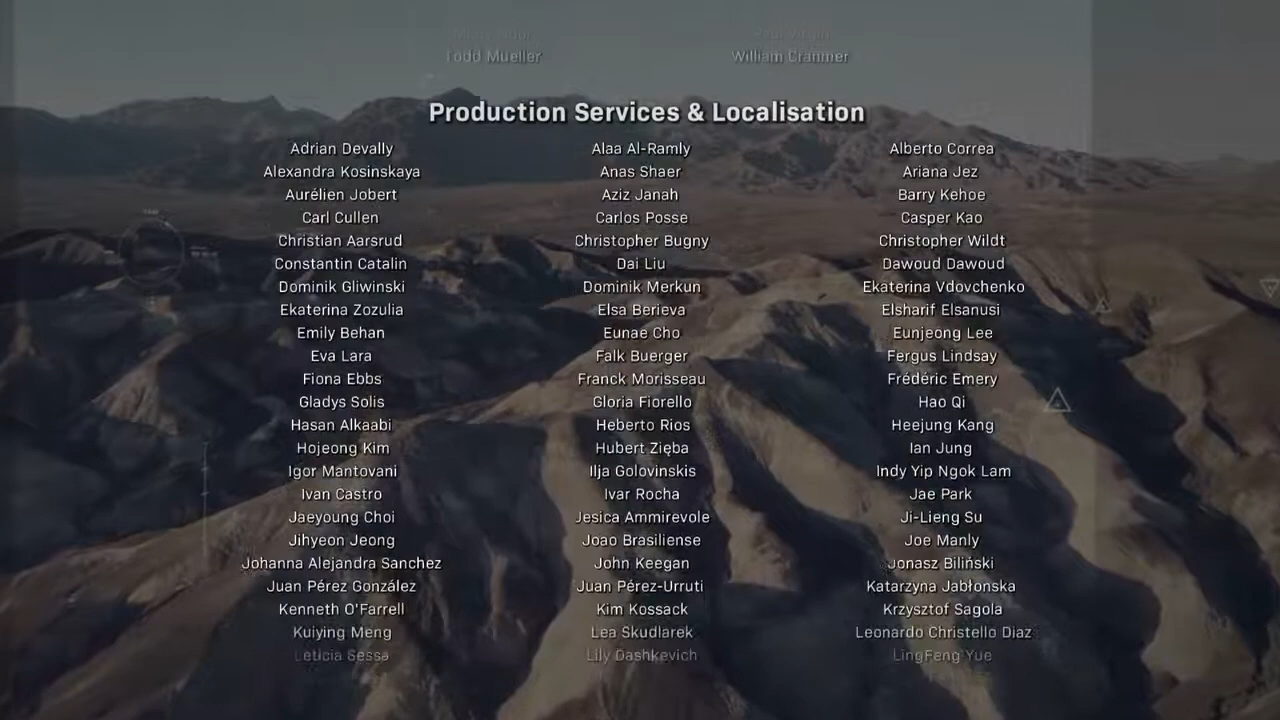 Todd Mueller William Cranmer
Production Services & Localisation
Adrian Devally Alaa Al-Ramly Alberto Correa
Alexandra Kosinskaya Anas Shaer Ariana Jez
Aurélien Jobert Aziz Janah Barry Kehoe
Carl Cullen Carlos Posse Casper Kao
Christian Aarsrud Christopher Bugny Christopher Wildt
Constantin Catalin Dai Liu Dawoud Dawoud
Dominik Gliwinski Dominik Merkun Ekaterina Vdovchenko
Ekaterina Zozulia Elsa Berieva Elsharif Elsanusi
Emily Behan Eunae Cho Eunjeong Lee
Eva Lara Falk Buerger Fergus Lindsay
Fiona Ebbs Franck Morisseau Frédéric Emery
Gladys Solis Gloria Fiorello Hao Qi
Hasan Alkaabi Heberto Rios Heejung Kang
Hojeong Kim Hubert Zięba Ian Jung
Igor Mantovani Ilja Golovinskis Indy Yip Ngok Lam
Ivan Castro Ivar Rocha Jae Park
Jaeyoung Choi Jesica Ammirevole Ji-Lieng Su
Jihyeon Jeong Joao Brasiliense Joe Manly
Johanna Alejandra Sanchez John Keegan Jonasz Biliński
Juan Pérez González Juan Pérez-Urruti Katarzyna Jabłonska
Kenneth O'Farrell Kim Kossack Krzysztof Sagola
Kuiying Meng Lea Skudlarek Leonardo Christello Diaz
Leticia Sessa Lily Dashkevich LingFeng Yue